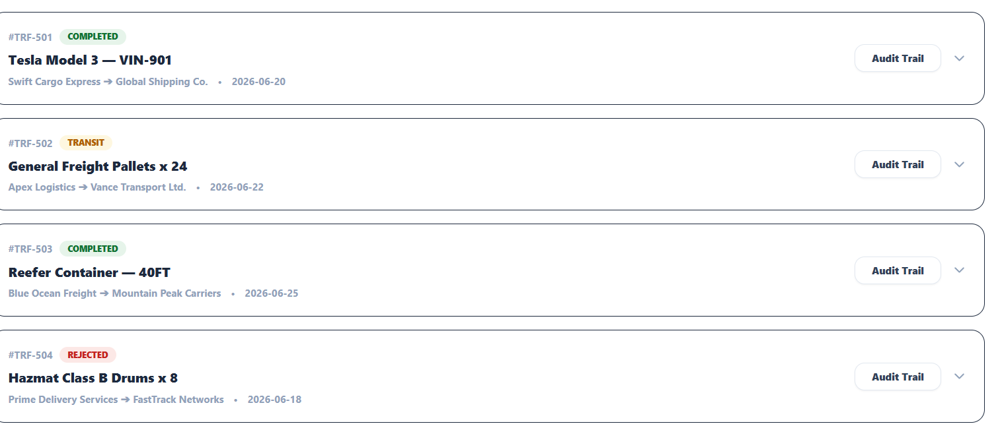 #TRF-501 COMPLETED
Tesla Model 3 — VIN-901
Swift Cargo Express ➔ Global Shipping Co. • 2026-06-20
Audit Trail
#TRF-502 TRANSIT
General Freight Pallets x 24
Apex Logistics ➔ Vance Transport Ltd. • 2026-06-22
Audit Trail
#TRF-503 COMPLETED
Reefer Container — 40FT
Blue Ocean Freight ➔ Mountain Peak Carriers • 2026-06-25
Audit Trail
#TRF-504 REJECTED
Hazmat Class B Drums x 8
Prime Delivery Services ➔ FastTrack Networks • 2026-06-18
Audit Trail